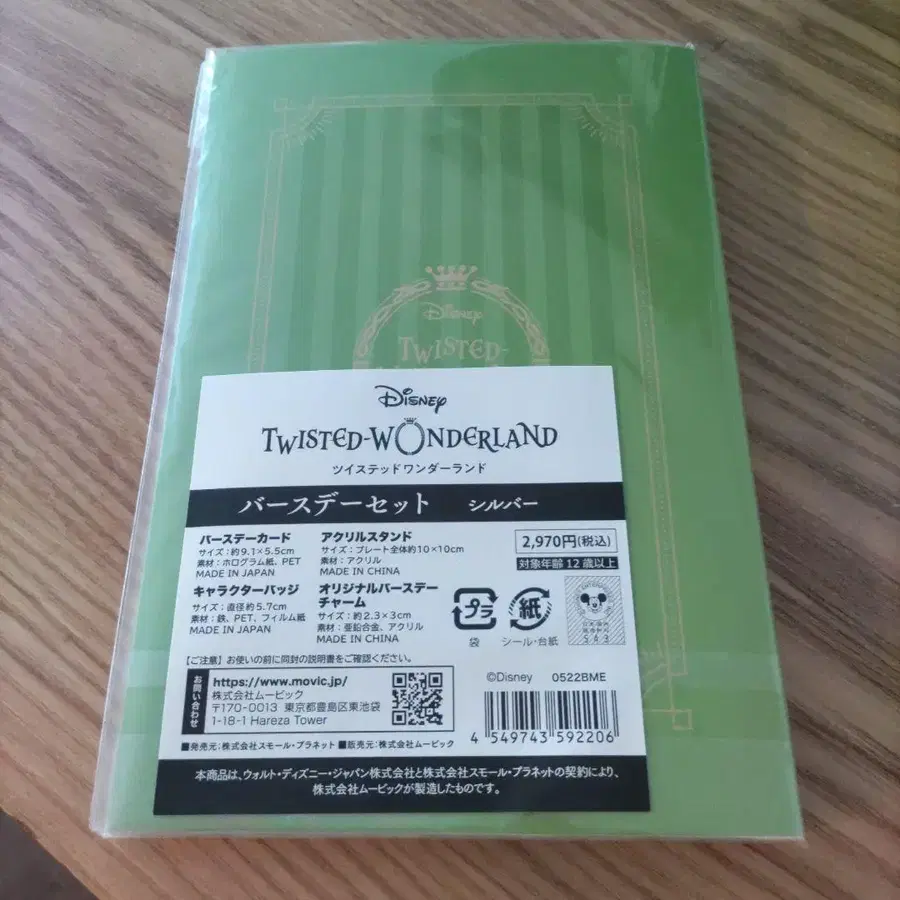 Disney
TWISTED-
Disney
TWISTED-WONDERLAND
ツイステッドワンダーランド
バースデーセット シルバー
バースデーカード
サイズ：約9.1×5.5cm
素材：ホログラム紙、PET
MADE IN JAPAN
アクリルスタンド
サイズ：プレート全体約10×10cm
素材：アクリル
MADE IN CHINA
2,970円(税込)
対象年齢12歳以上
キャラクターバッジ
サイズ：直径約5.7cm
素材：鉄、PET、フィルム紙
MADE IN JAPAN
オリジナルバースデー
チャーム
サイズ：約2.3×3cm
素材：亜鉛合金、アクリル
MADE IN CHINA
プラ
袋
紙
シール・台紙
【ご注意】お使いの前に同封の説明書をご確認ください。
お問い合わせ
https://www.movic.jp/
株式会社ムービック
〒170-0013 東京都豊島区東池袋
1-18-1 Hareza Tower
©Disney 0522BME
4 549743 592206
■発売元：株式会社スモール・プラネット ■販売元：株式会社ムービック
本商品は、ウォルト・ディズニー・ジャパン株式会社と株式会社スモール・プラネットの契約により、
株式会社ムービックが製造したものです。